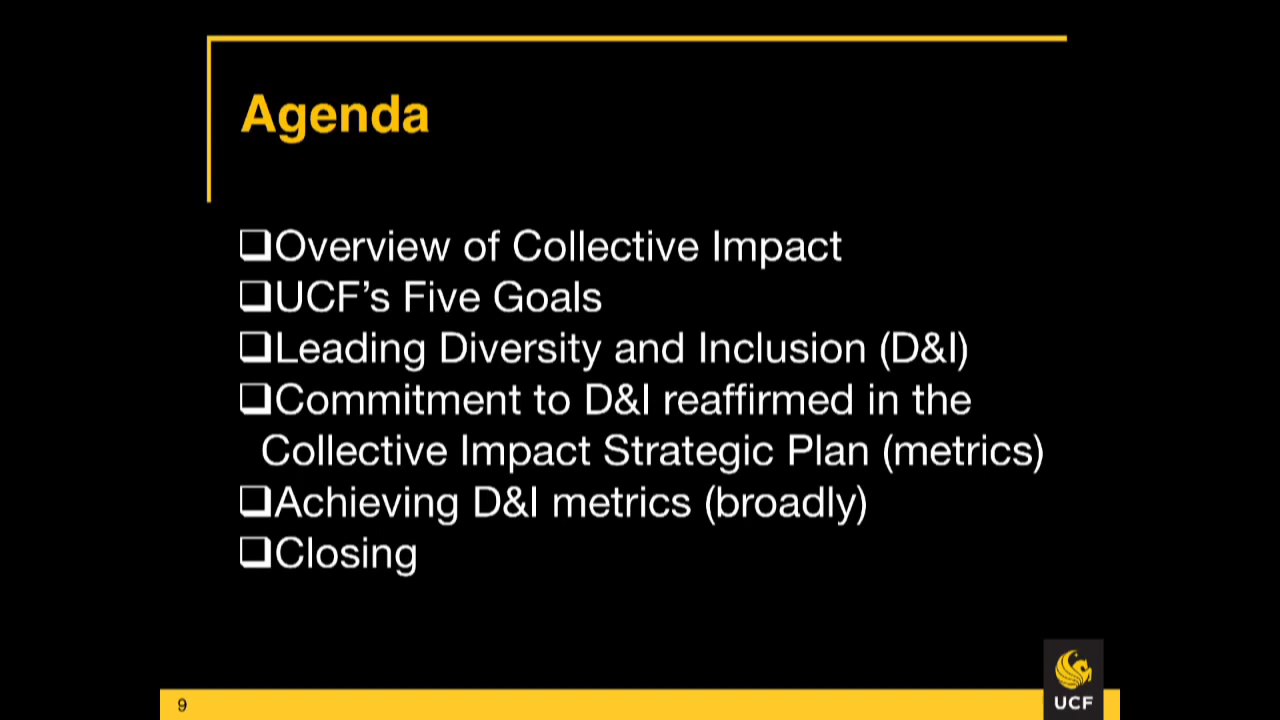 Agenda
❑Overview of Collective Impact
❑UCF’s Five Goals
❑Leading Diversity and Inclusion (D&I)
❑Commitment to D&I reaffirmed in the
Collective Impact Strategic Plan (metrics)
❑Achieving D&I metrics (broadly)
❑Closing
9
UCF